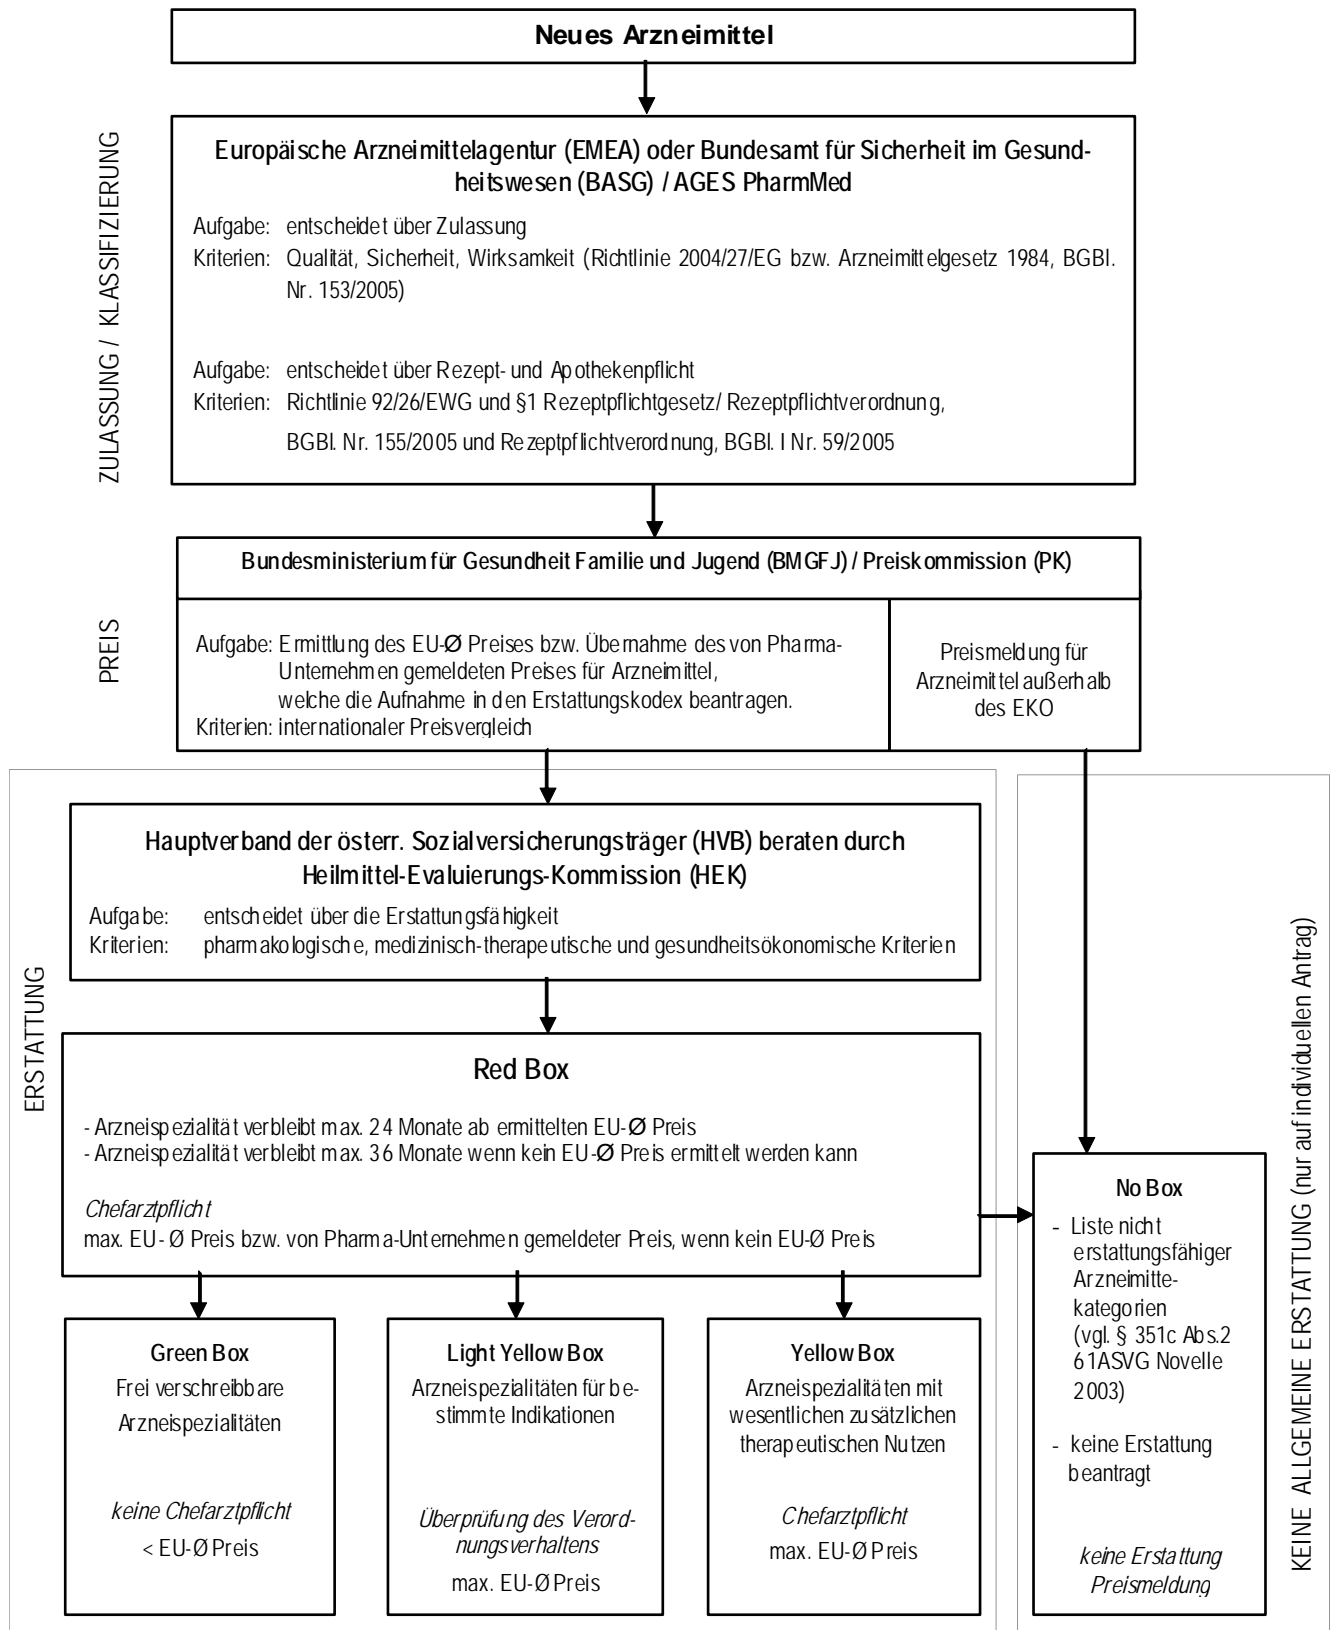 Neues Arzneimittel
ZULASSUNG / KLASSIFIZIERUNG
Europäische Arzneimittelagentur (EMEA) oder Bundesamt für Sicherheit im Gesund-
heitswesen (BASG) / AGES PharmMed
Aufgabe: entscheidet über Zulassung
Kriterien: Qualität, Sicherheit, Wirksamkeit (Richtlinie 2004/27/EG bzw. Arzneimittelgesetz 1984, BGBl.
Nr. 153/2005)
Aufgabe: entscheidet über Rezept- und Apothekenpflicht
Kriterien: Richtlinie 92/26/EWG und §1 Rezeptpflichtgesetz/ Rezeptpflichtverordnung,
BGBl. Nr. 155/2005 und Rezeptpflichtverordnung, BGBl. I Nr. 59/2005
PREIS
Bundesministerium für Gesundheit Familie und Jugend (BMGFJ) / Preiskommission (PK)
Aufgabe: Ermittlung des EU-Ø Preises bzw. Übernahme des von Pharma-
Unternehmen gemeldeten Preises für Arzneimittel,
welche die Aufnahme in den Erstattungskodex beantragen.
Kriterien: internationaler Preisvergleich
Preismeldung für
Arzneimittel außerhalb
des EKO
ERSTATTUNG
Hauptverband der österr. Sozialversicherungsträger (HVB) beraten durch
Heilmittel-Evaluierungs-Kommission (HEK)
Aufgabe: entscheidet über die Erstattungsfähigkeit
Kriterien: pharmakologische, medizinisch-therapeutische und gesundheitsökonomische Kriterien
Red Box
- Arzneispezialität verbleibt max. 24 Monate ab ermittelten EU-Ø Preis
- Arzneispezialität verbleibt max. 36 Monate wenn kein EU-Ø Preis ermittelt werden kann
Chefarztpflicht
max. EU- Ø Preis bzw. von Pharma-Unternehmen gemeldeter Preis, wenn kein EU-Ø Preis
Green Box
Frei verschreibbare
Arzneispezialitäten
keine Chefarztpflicht
< EU-Ø Preis
Light Yellow Box
Arzneispezialitäten für be-
stimmte Indikationen
Überprüfung des Verord-
nungsverhaltens
max. EU-Ø Preis
Yellow Box
Arzneispezialitäten mit
wesentlichen zusätzlichen
therapeutischen Nutzen
Chefarztpflicht
max. EU-Ø Preis
KEINE ALLGEMEINE ERSTATTUNG (nur auf individuellen Antrag)
No Box
- Liste nicht
erstattungsfähiger
Arzneimitte-
kategorien
(vgl. § 351c Abs.2
61ASVG Novelle
2003)
- keine Erstattung
beantragt
keine Erstattung
Preismeldung